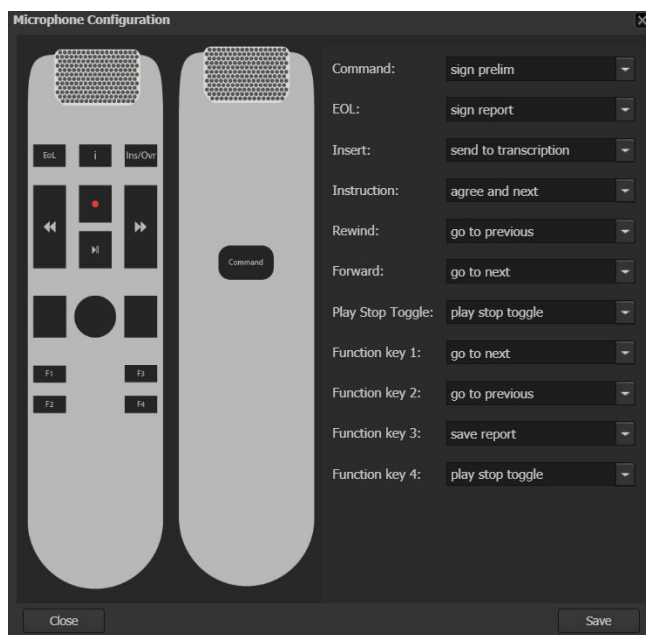 Microphone Configuration
EoL i Ins/Ovr
Command
F1 F3
F2 F4
Command: sign prelim
EOL: sign report
Insert: send to transcription
Instruction: agree and next
Rewind: go to previous
Forward: go to next
Play Stop Toggle: play stop toggle
Function key 1: go to next
Function key 2: go to previous
Function key 3: save report
Function key 4: play stop toggle
Close Save